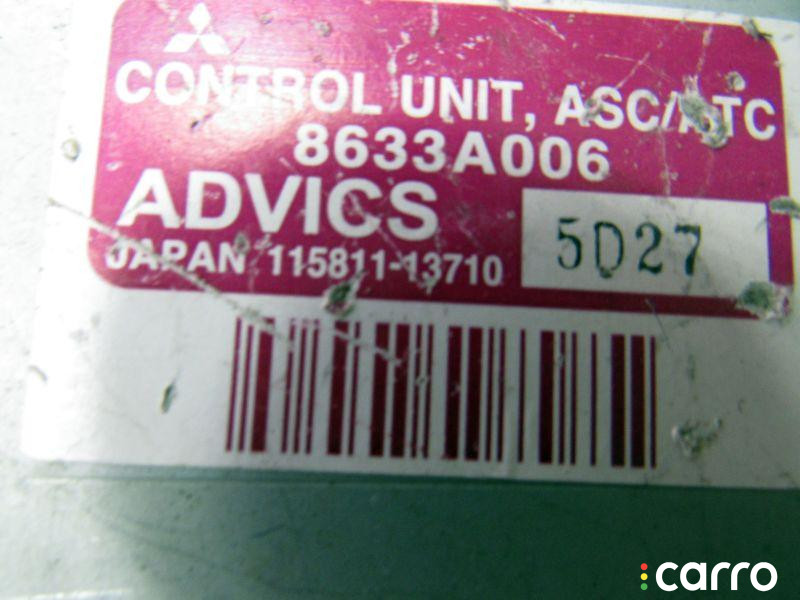 CONTROL UNIT, ASC/ATC
8633A006
ADVICS
5D27
JAPAN 115811-13710
carro